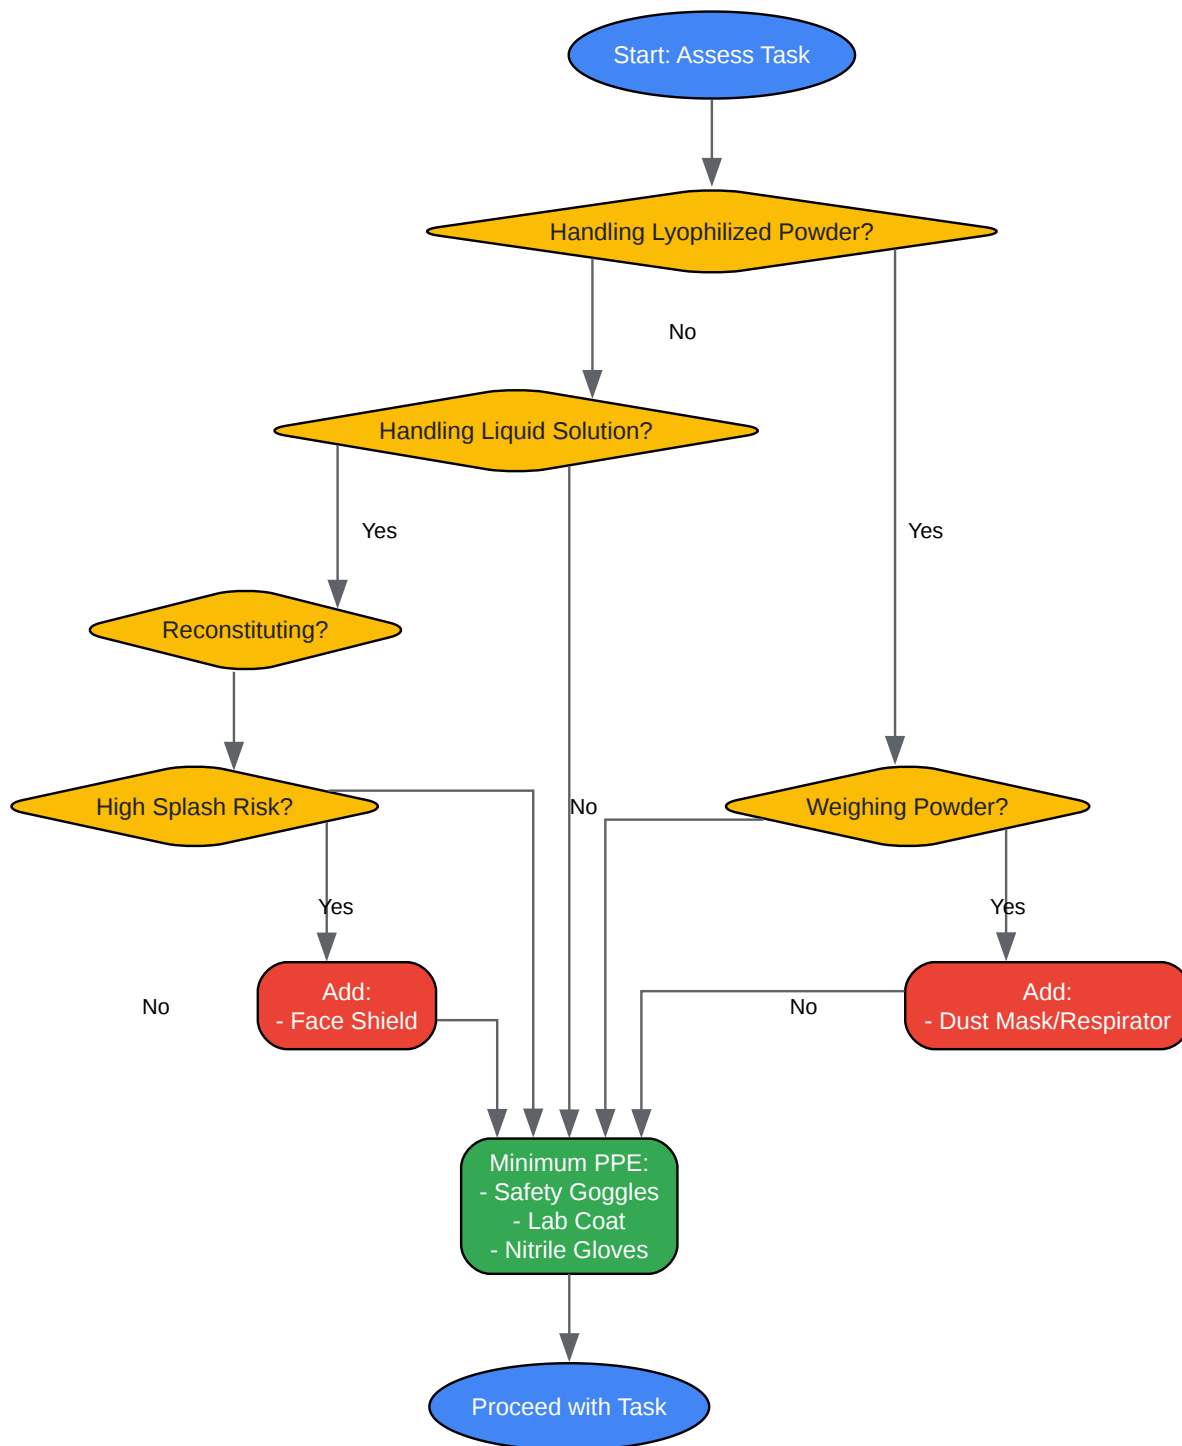 Start: Assess Task
Handling Lyophilized Powder?
No
Handling Liquid Solution?
Yes
Yes
Reconstituting?
High Splash Risk?
No
Weighing Powder?
Yes
Yes
Add:
- Face Shield
Add:
- Dust Mask/Respirator
No
No
Minimum PPE:
- Safety Goggles
- Lab Coat
- Nitrile Gloves
Proceed with Task